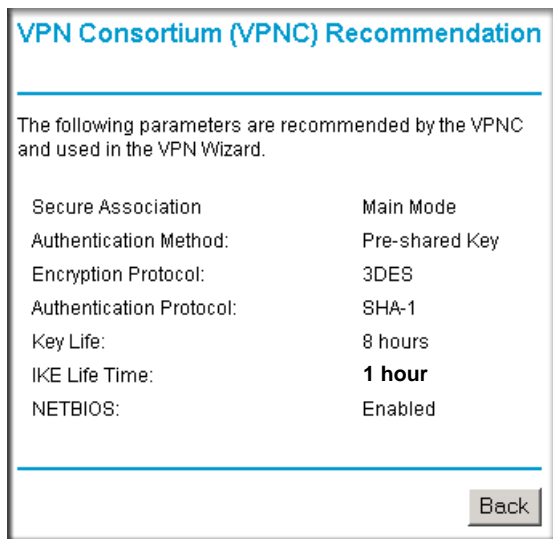 VPN Consortium (VPNC) Recommendation
The following parameters are recommended by the VPNC
and used in the VPN Wizard.
Secure Association Main Mode
Authentication Method: Pre-shared Key
Encryption Protocol: 3DES
Authentication Protocol: SHA-1
Key Life: 8 hours
IKE Life Time: 1 hour
NETBIOS: Enabled
Back